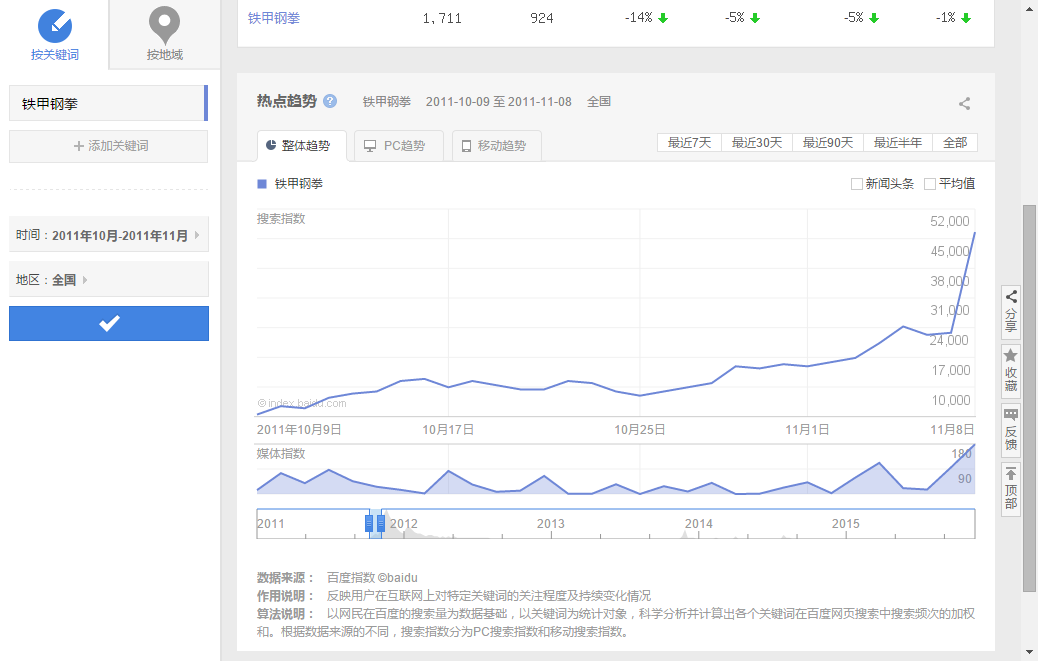 按关键词
按地域
铁甲钢拳
+ 添加关键词
时间：2011年10月-2011年11月
地区：全国
铁甲钢拳 1,711 924 -14% -5% -5% -1%
热点趋势 ? 铁甲钢拳 2011-10-09 至 2011-11-08 全国
整体趋势 PC趋势 移动趋势
最近7天 最近30天 最近90天 最近半年 全部
铁甲钢拳
新闻头条 平均值
搜索指数
52,000
45,000
38,000
31,000
24,000
17,000
10,000
©index.baidu.com
2011年10月9日 10月17日 10月25日 11月1日 11月8日
媒体指数
180
90
2011 2012 2013 2014 2015
数据来源： 百度指数 ©baidu
作用说明： 反映用户在互联网上对特定关键词的关注程度及持续变化情况
算法说明： 以网民在百度的搜索量为数据基础，以关键词为统计对象，科学分析并计算出各个关键词在百度网页搜索中搜索频次的加权
和。根据数据来源的不同，搜索指数分为PC搜索指数和移动搜索指数。
分享
收藏
反馈
顶部